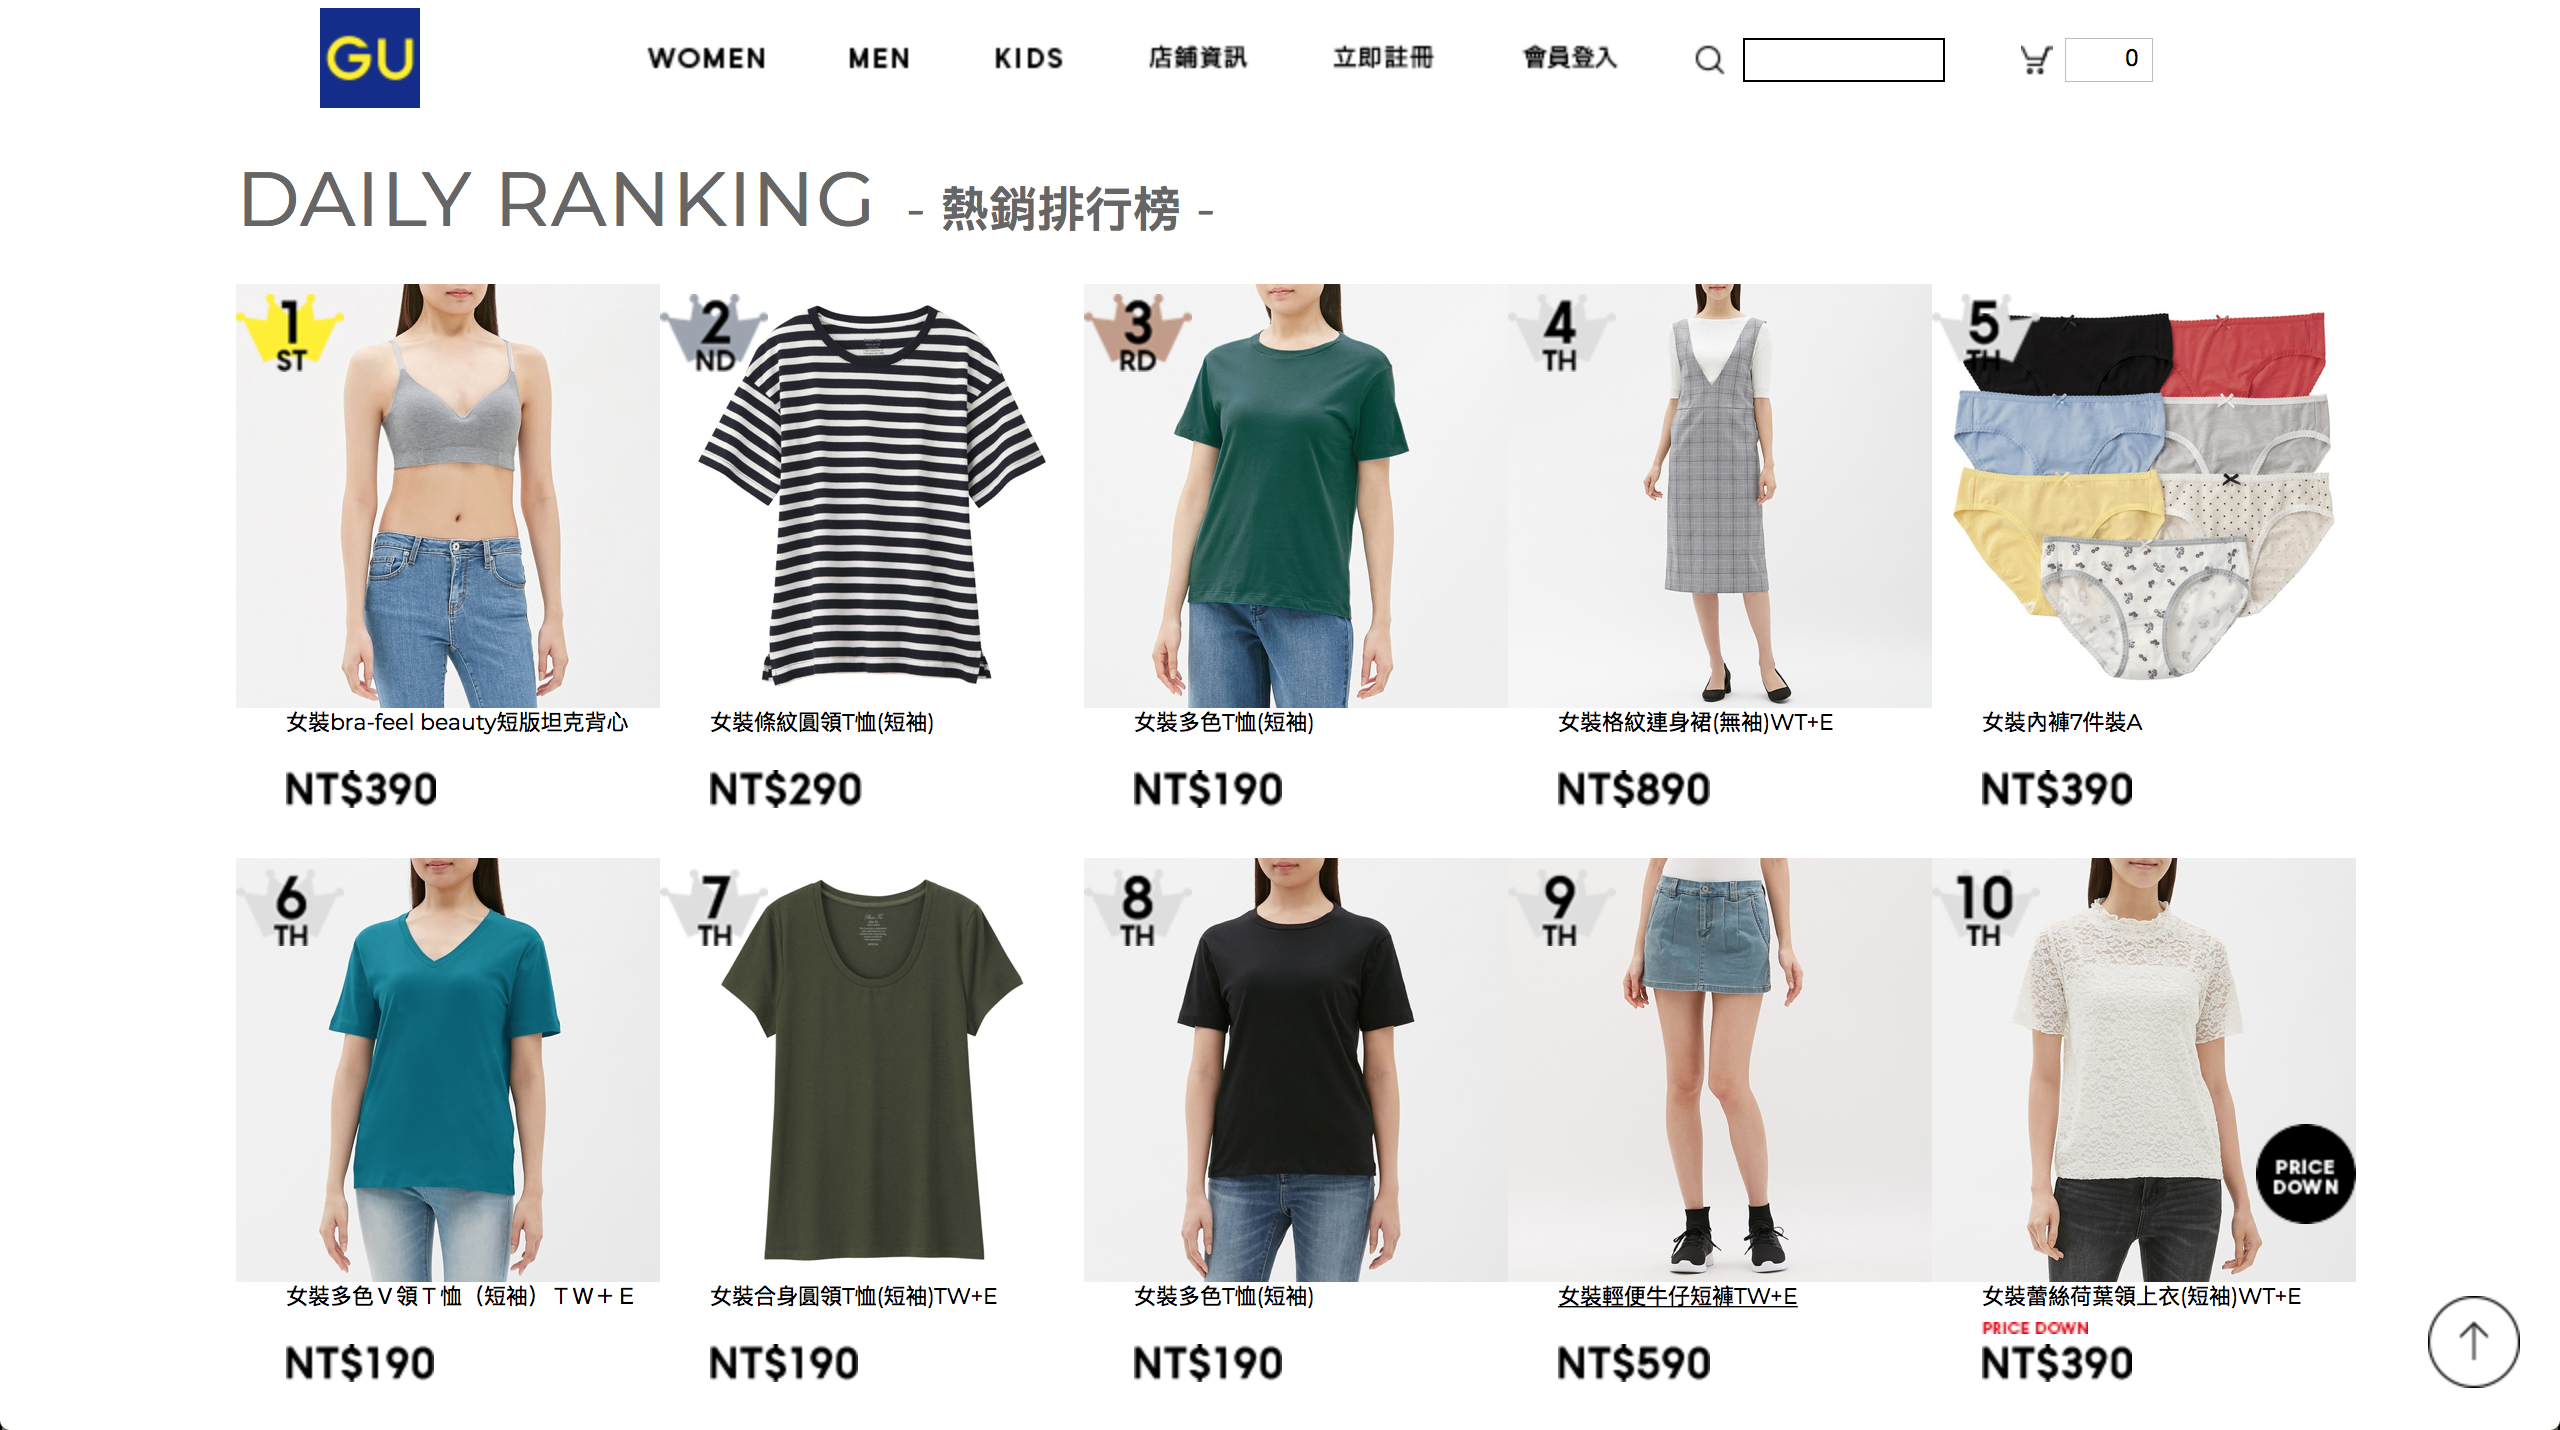 GU
WOMEN
MEN
KIDS
店鋪資訊
立即註冊
會員登入
0
DAILY RANKING - 熱銷排行榜 -
1 ST
2 ND
3 RD
4 TH
5 TH
女裝bra-feel beauty短版坦克背心
女裝條紋圓領T恤(短袖)
女裝多色T恤(短袖)
女裝格紋連身裙(無袖)WT+E
女裝內褲7件裝A
NT$390
NT$290
NT$190
NT$890
NT$390
6 TH
7 TH
8 TH
9 TH
10 TH
PRICE
DOWN
女裝多色Ｖ領Ｔ恤（短袖）ＴＷ＋Ｅ
女裝合身圓領T恤(短袖)TW+E
女裝多色T恤(短袖)
女裝輕便牛仔短褲TW+E
女裝蕾絲荷葉領上衣(短袖)WT+E
PRICE DOWN
NT$190
NT$190
NT$190
NT$590
NT$390